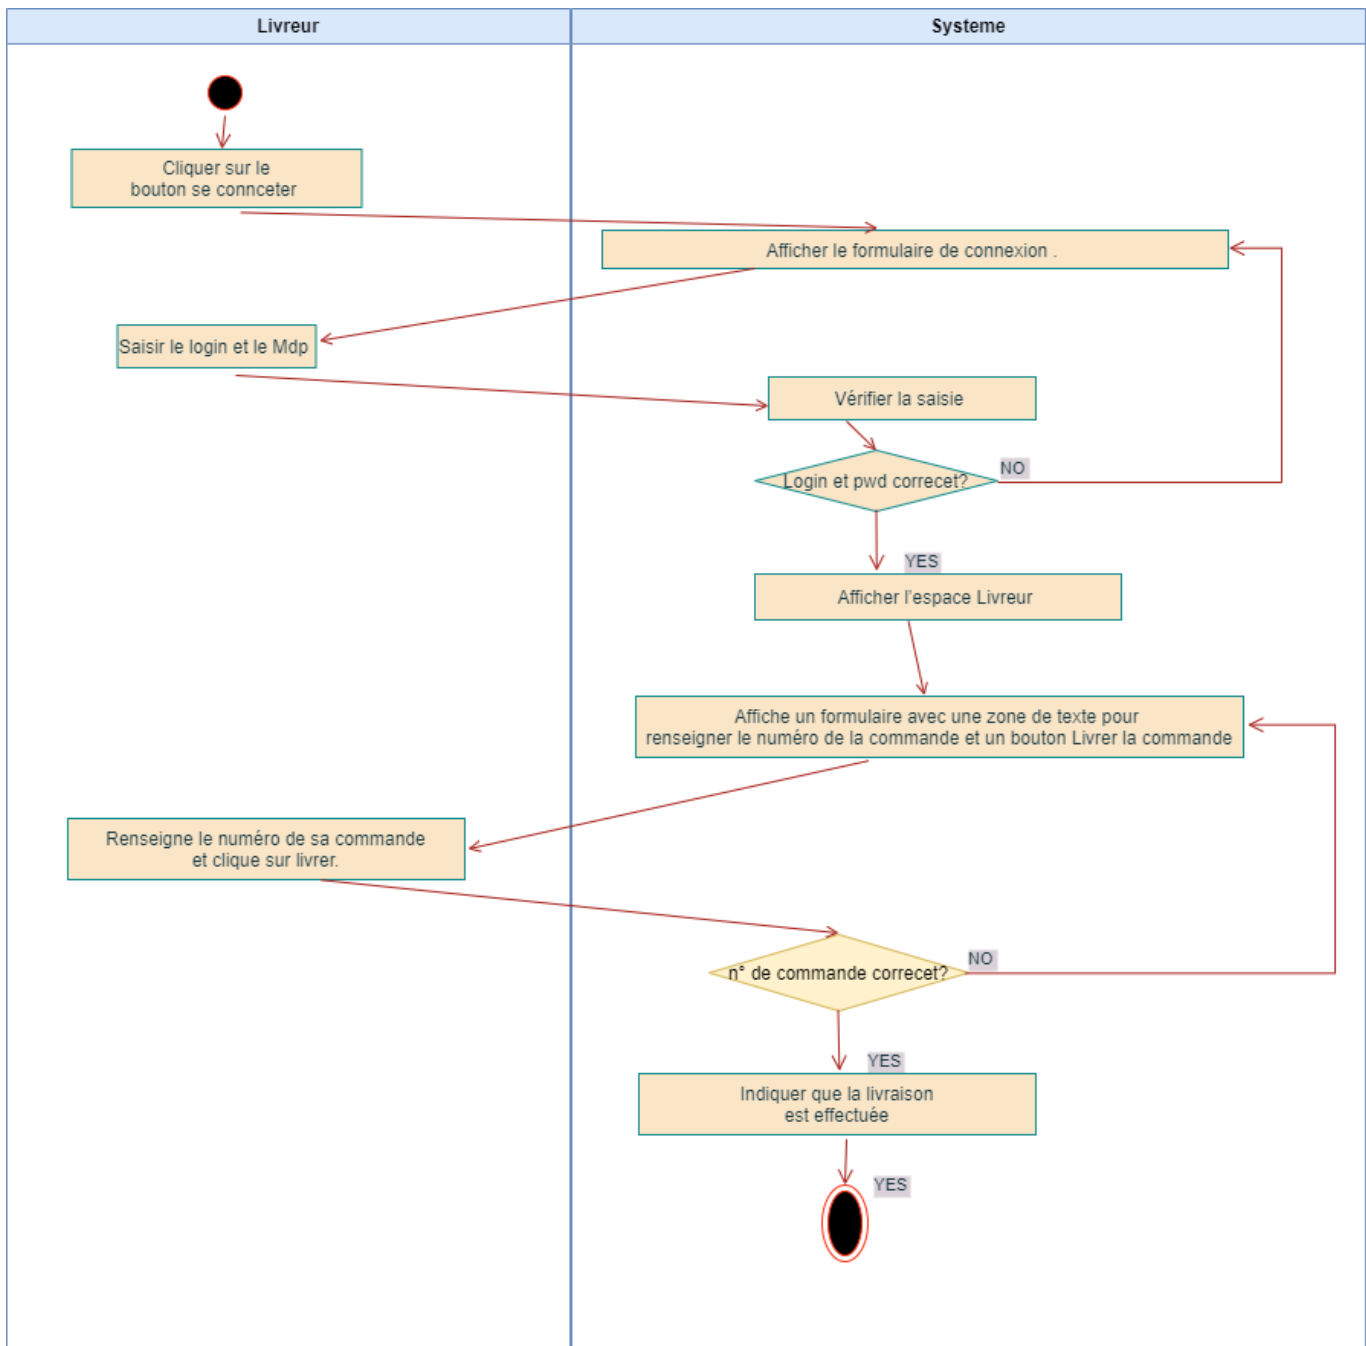 Livreur
Systeme
Cliquer sur le
bouton se connceter
Afficher le formulaire de connexion .
Saisir le login et le Mdp
Vérifier la saisie
Login et pwd correcet?
NO
YES
Afficher l'espace Livreur
Affiche un formulaire avec une zone de texte pour
renseigner le numéro de la commande et un bouton Livrer la commande
Renseigne le numéro de sa commande
et clique sur livrer.
n° de commande correcet?
NO
YES
Indiquer que la livraison
est effectuée
YES